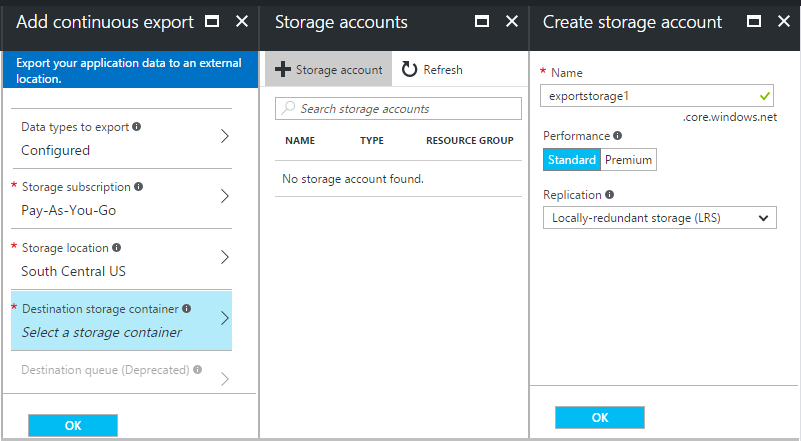 Add continuous export
Export your application data to an external
location.
Data types to export
Configured
* Storage subscription
Pay-As-You-Go
* Storage location
South Central US
* Destination storage container
Select a storage container
Destination queue (Deprecated)
OK
Storage accounts
+ Storage account
Refresh
Search storage accounts
NAME TYPE RESOURCE GROUP
No storage account found.
Create storage account
* Name
exportstorage1
.core.windows.net
Performance
Standard Premium
Replication
Locally-redundant storage (LRS)
OK